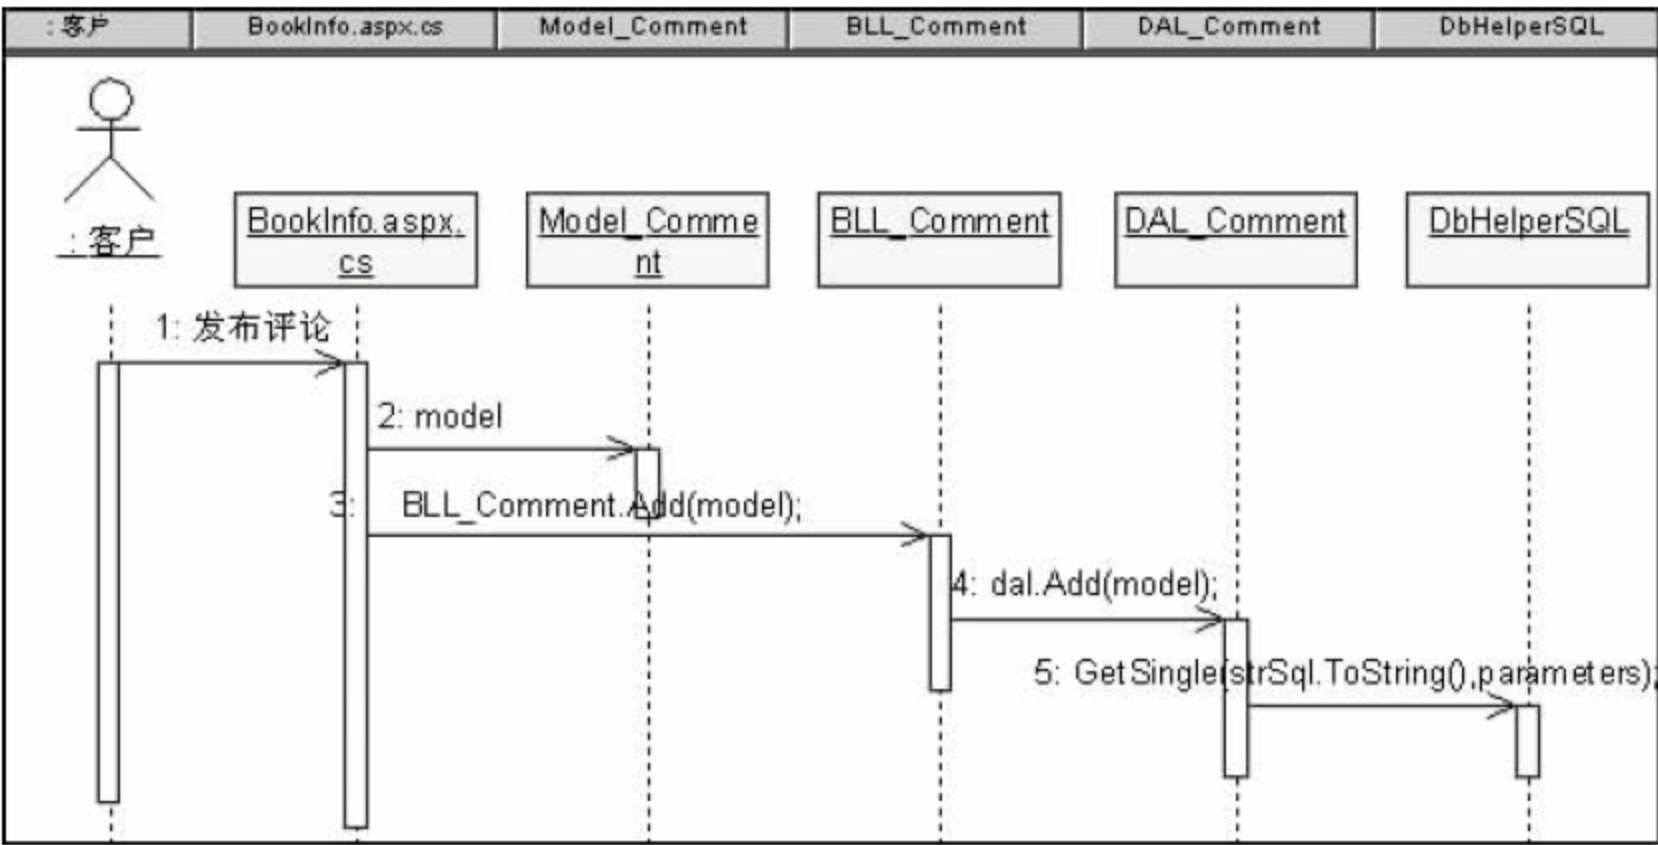 : 客户 BookInfo.aspx.cs Model_Comment BLL_Comment DAL_Comment DbHelperSQL
: 客户
BookInfo.aspx.
cs
Model_Comme
nt
BLL_Comment
DAL_Comment
DbHelperSQL
1: 发布评论
2: model
3: BLL_Comment.Add(model);
4: dal.Add(model);
5: GetSingle(strSql.ToString(),parameters);